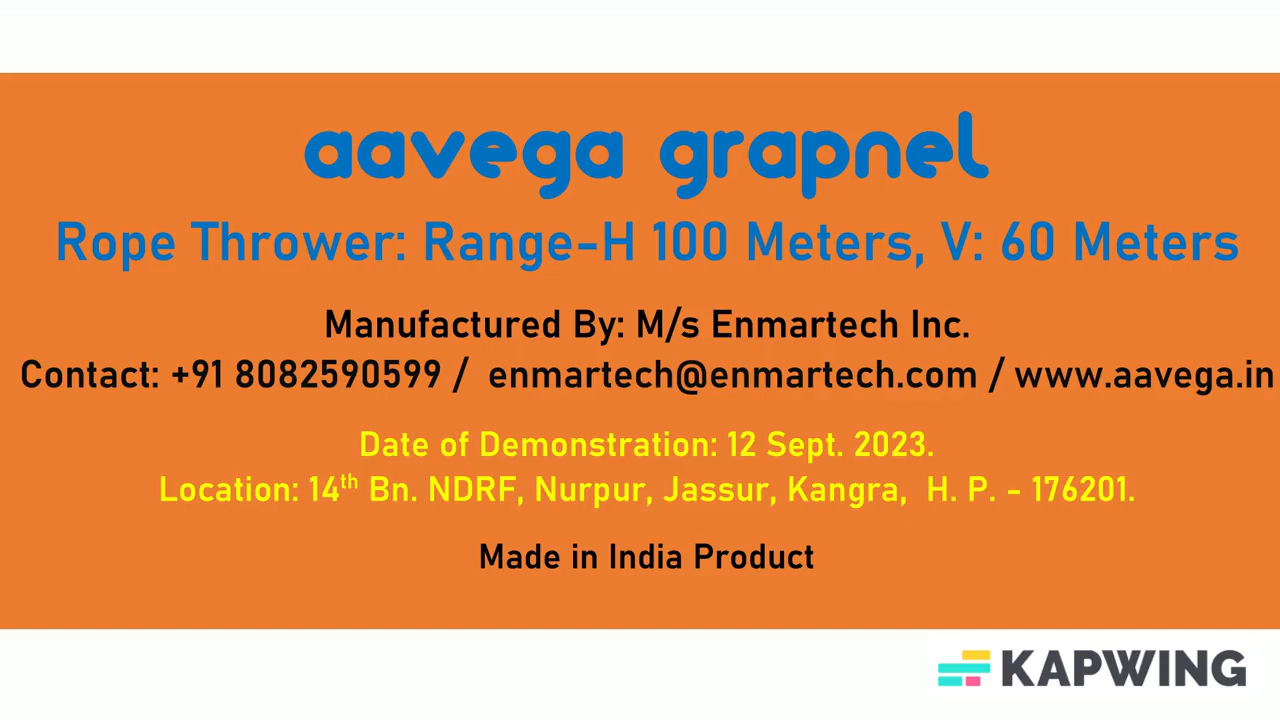 aavega grapnel
Rope Thrower: Range-H 100 Meters, V: 60 Meters
Manufactured By: M/s Enmartech Inc.
Contact: +91 8082590599 / enmartech@enmartech.com / www.aavega.in
Date of Demonstration: 12 Sept. 2023.
Location: 14th Bn. NDRF, Nurpur, Jassur, Kangra, H. P. - 176201.
Made in India Product
KAPWING